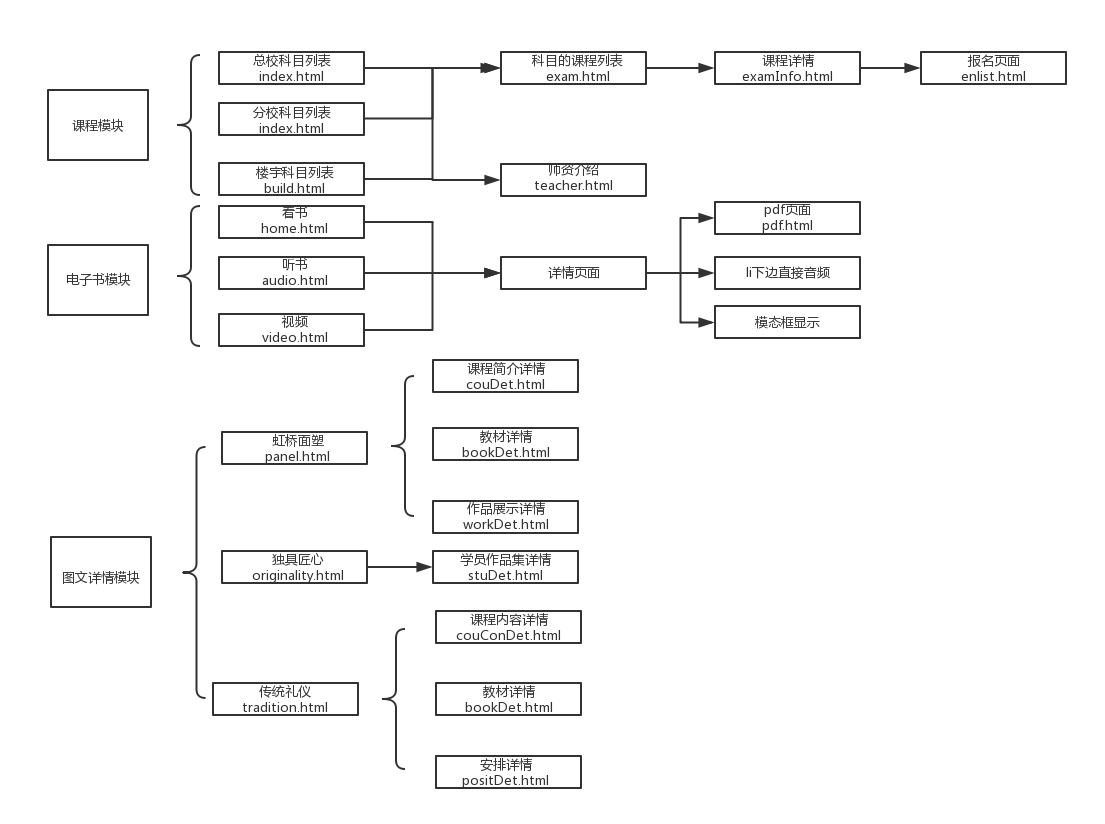 课程模块
总校科目列表
index.html
分校科目列表
index.html
楼宇科目列表
build.html
科目的课程列表
exam.html
课程详情
examInfo.html
报名页面
enlist.html
师资介绍
teacher.html
电子书模块
看书
home.html
听书
audio.html
视频
video.html
详情页面
pdf页面
pdf.html
li下边直接音频
模态框显示
图文详情模块
虹桥面塑
panel.html
课程简介详情
couDet.html
教材详情
bookDet.html
作品展示详情
workDet.html
独具匠心
originality.html
学员作品集详情
stuDet.html
传统礼仪
tradition.html
课程内容详情
couConDet.html
教材详情
bookDet.html
安排详情
positDet.html